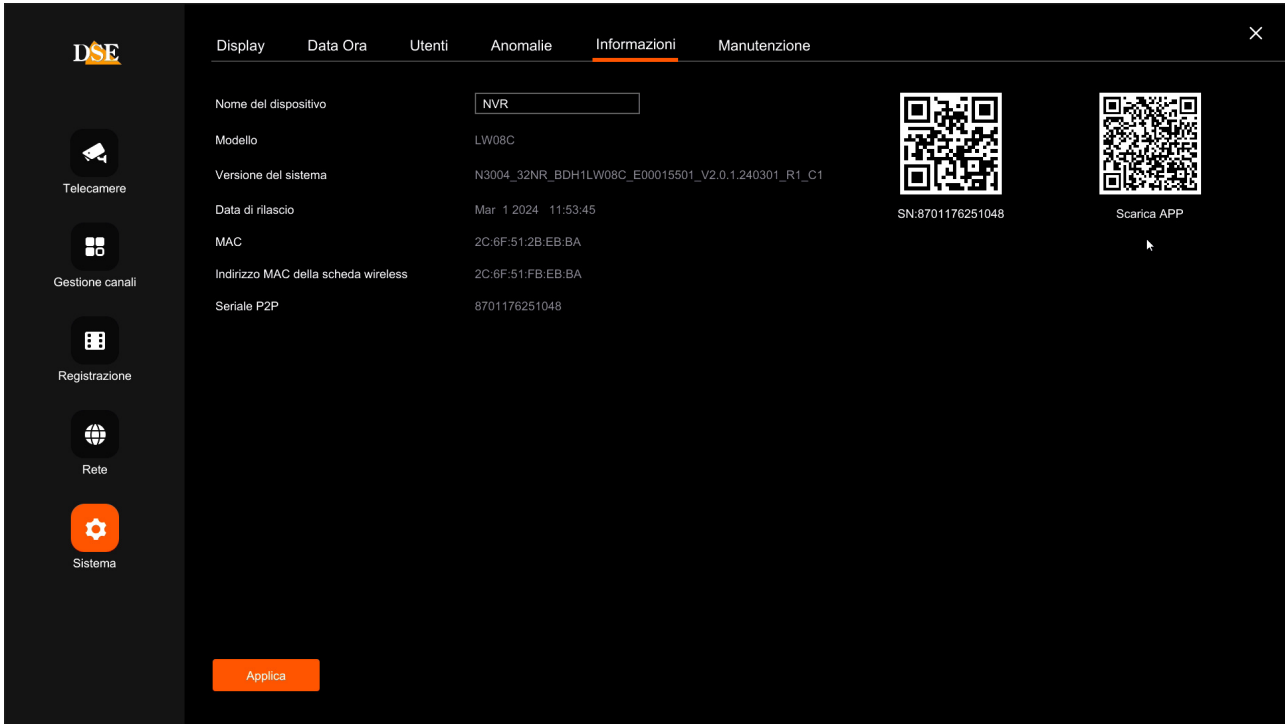 DSE
Display Data Ora Utenti Anomalie Informazioni Manutenzione
Telecamere
Gestione canali
Registrazione
Rete
Sistema
Nome del dispositivo NVR
Modello LW08C
Versione del sistema N3004_32NR_BDH1LW08C_E00015501_V2.0.1.240301_R1_C1
Data di rilascio Mar 1 2024 11:53:45
MAC 2C:6F:51:2B:EB:BA
Indirizzo MAC della scheda wireless 2C:6F:51:FB:EB:BA
Seriale P2P 8701176251048
SN:8701176251048
Scarica APP
Applica